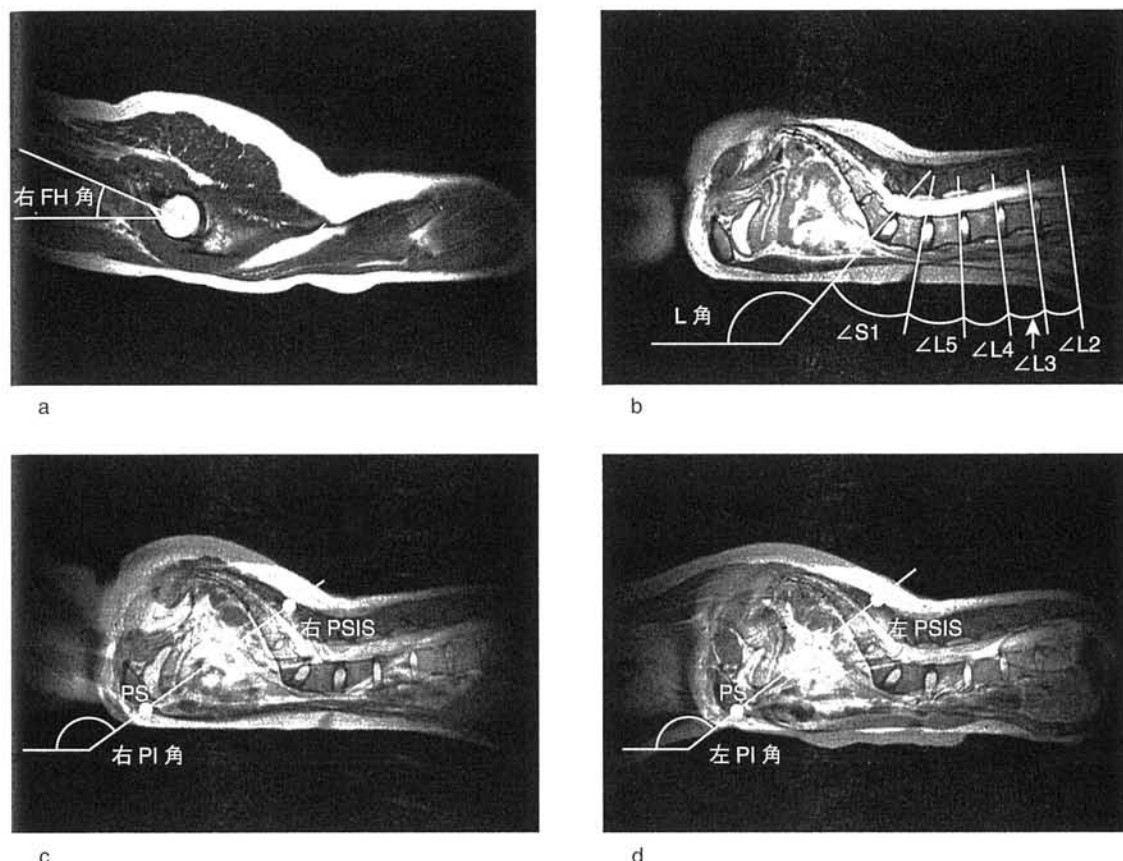 右 FH 角
a
L 角
∠S1
∠L5
∠L4
∠L3
∠L2
b
右 PSIS
PS
右 PI 角
c
左 PSIS
PS
左 PI 角
d